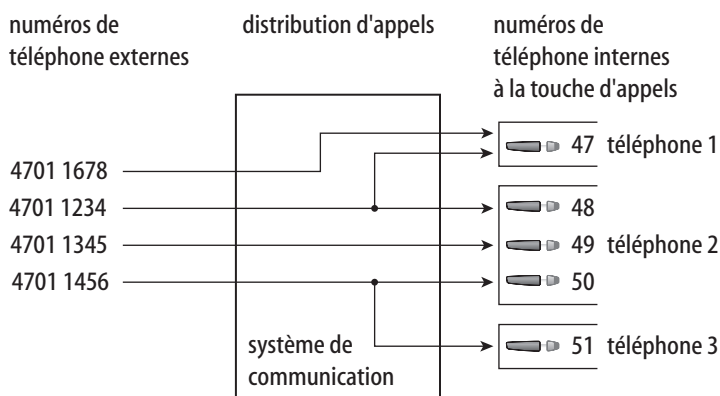 numéros de
téléphone externes
distribution d'appels
numéros de
téléphone internes
à la touche d'appels
47 téléphone 1
4701 1678
4701 1234
48
4701 1345
49 téléphone 2
4701 1456
50
système de
communication
51 téléphone 3